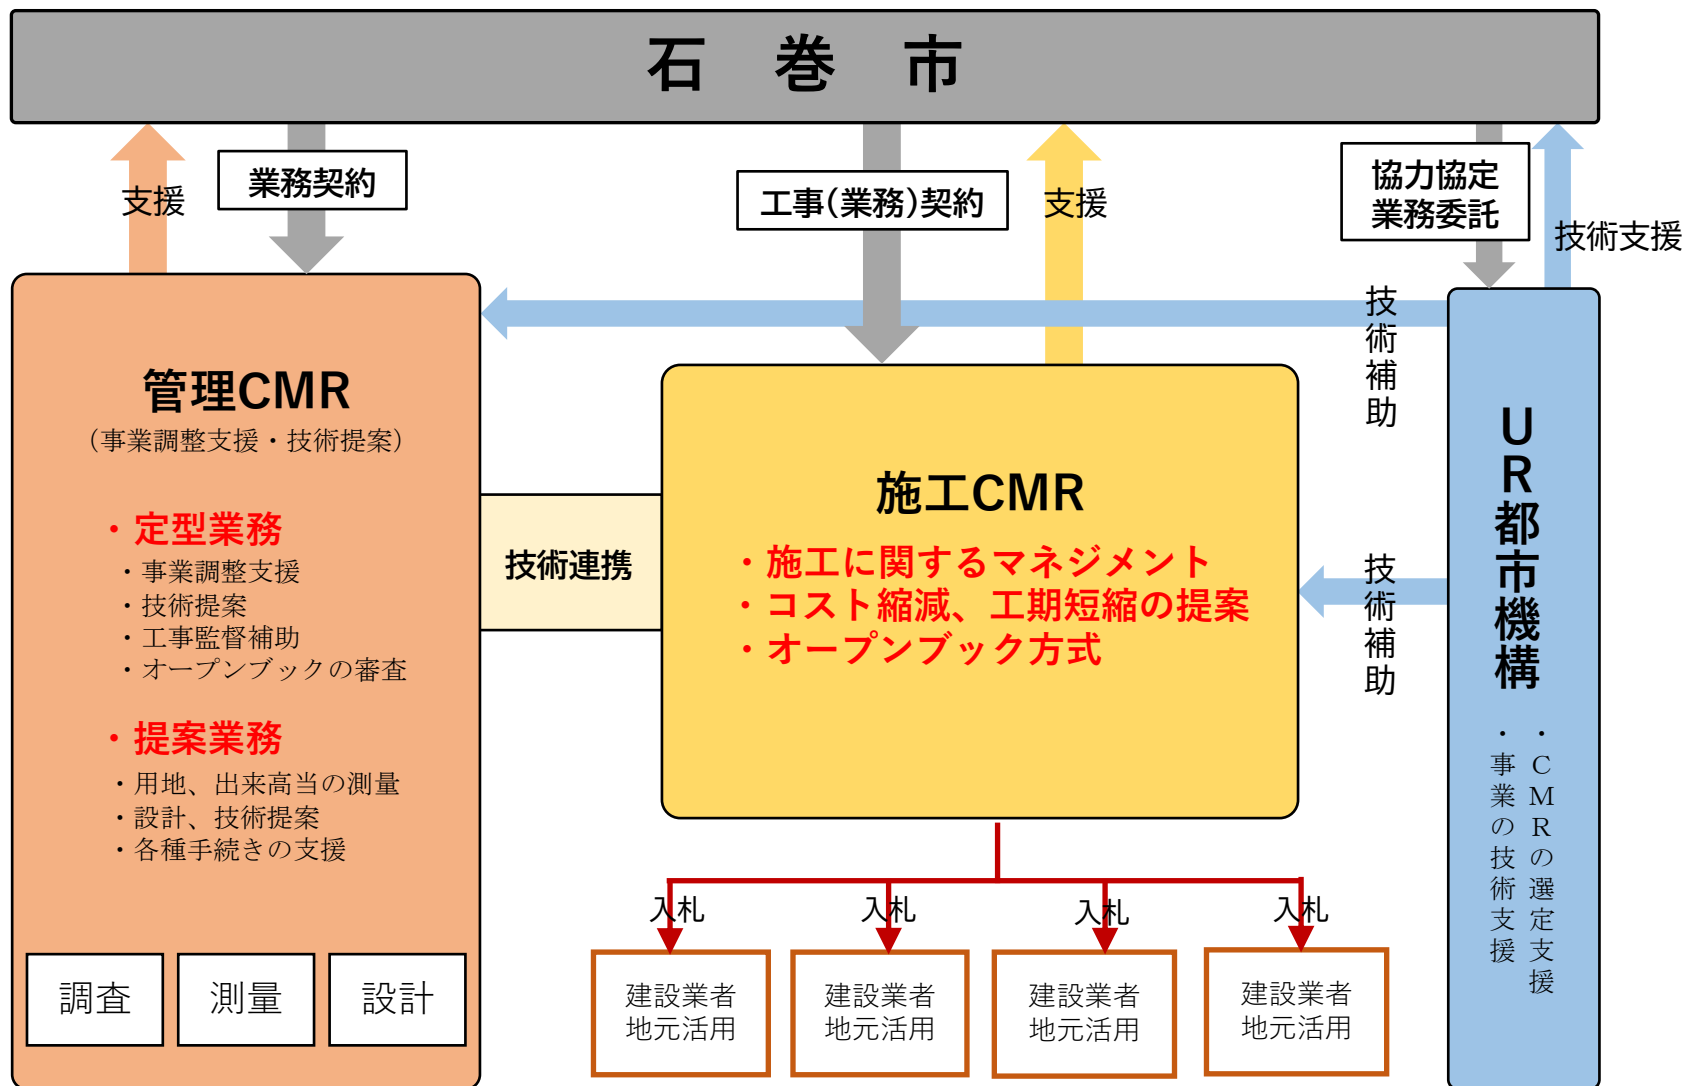 石 巻 市
支援
業務契約
工事(業務)契約
支援
協力協定
業務委託
技術支援
管理CMR
（事業調整支援・技術提案）
・定型業務
・事業調整支援
・技術提案
・工事監督補助
・オープンブックの審査
・提案業務
・用地、出来高当の測量
・設計、技術提案
・各種手続きの支援
調査
測量
設計
技術連携
施工CMR
・施工に関するマネジメント
・コスト縮減、工期短縮の提案
・オープンブック方式
技術補助
技術補助
UR都市機構
・CMRの選定支援
・事業の技術支援
入札
入札
入札
入札
建設業者
地元活用
建設業者
地元活用
建設業者
地元活用
建設業者
地元活用